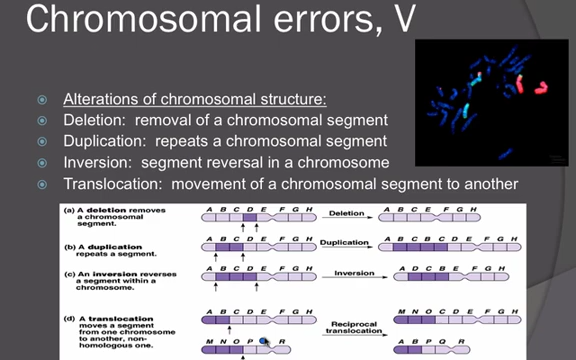 Chromosomal errors, V
Alterations of chromosomal structure:
Deletion: removal of a chromosomal segment
Duplication: repeats a chromosomal segment
Inversion: segment reversal in a chromosome
Translocation: movement of a chromosomal segment to another
(a) A deletion removes
a chromosomal
segment.
A B C D E F G H
Deletion
A B C E F G H
(b) A duplication
repeats a segment.
A B C D E F G H
Duplication
A B C B C D E F G H
(c) An inversion reverses
a segment within a
chromosome.
A B C D E F G H
Inversion
A D C B E F G H
(d) A translocation
moves a segment
from one chromosome
to another, non-
homologous one.
A B C D E F G H
M N O P R
Reciprocal
translocation
M N O C D E F G H
A B P Q R